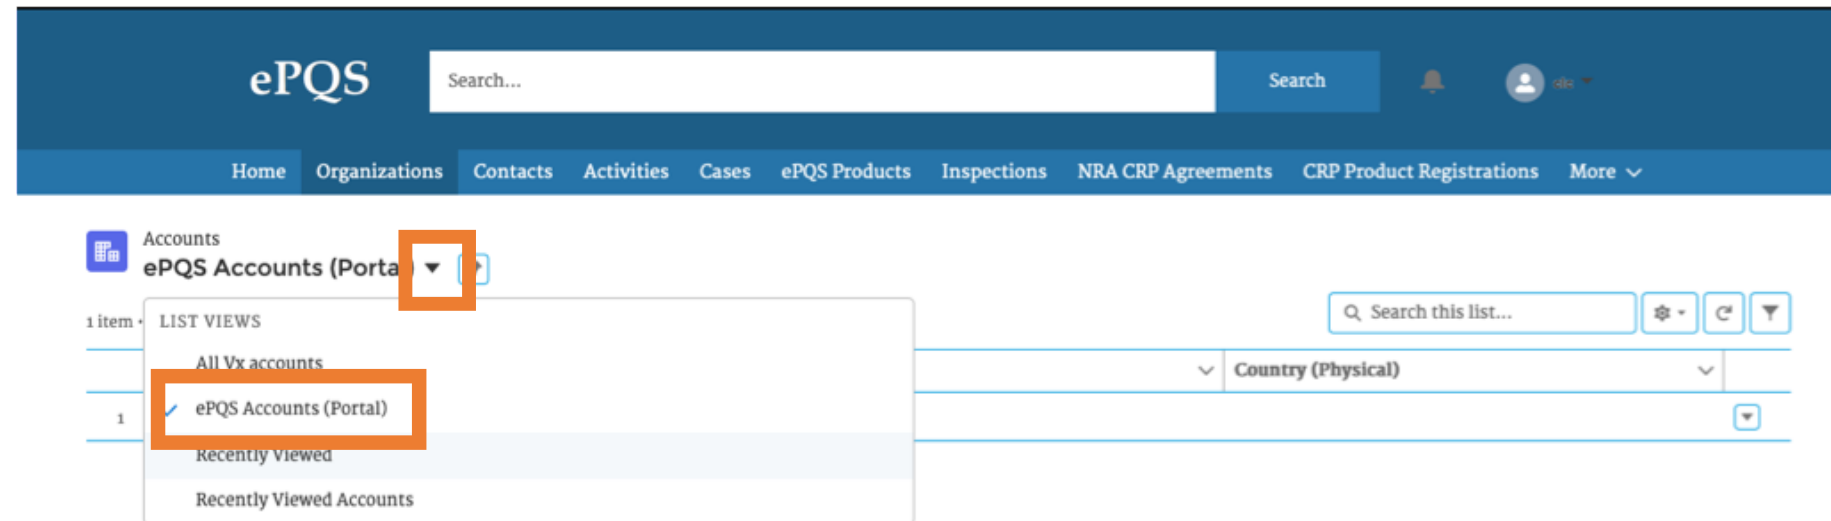 ePQS
Search...
Search
Home Organizations Contacts Activities Cases ePQS Products Inspections NRA CRP Agreements CRP Product Registrations More
Accounts
ePQS Accounts (Porta
1 item •
LIST VIEWS
Search this list...
All Vx accounts
Country (Physical)
1
ePQS Accounts (Portal)
Recently Viewed
Recently Viewed Accounts